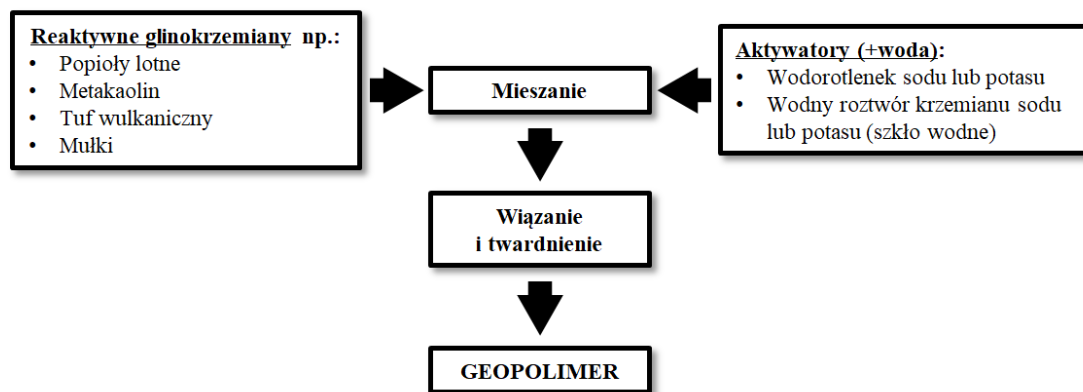 Reaktywne glinokrzemiany np.:
• Popioły lotne
• Metakaolin
• Tuf wulkaniczny
• Mułki
Mieszanie
Aktywatory (+woda):
• Wodorotlenek sodu lub potasu
• Wodny roztwór krzemianu sodu
lub potasu (szkło wodne)
Wiązanie
i twardnienie
GEOPOLIMER